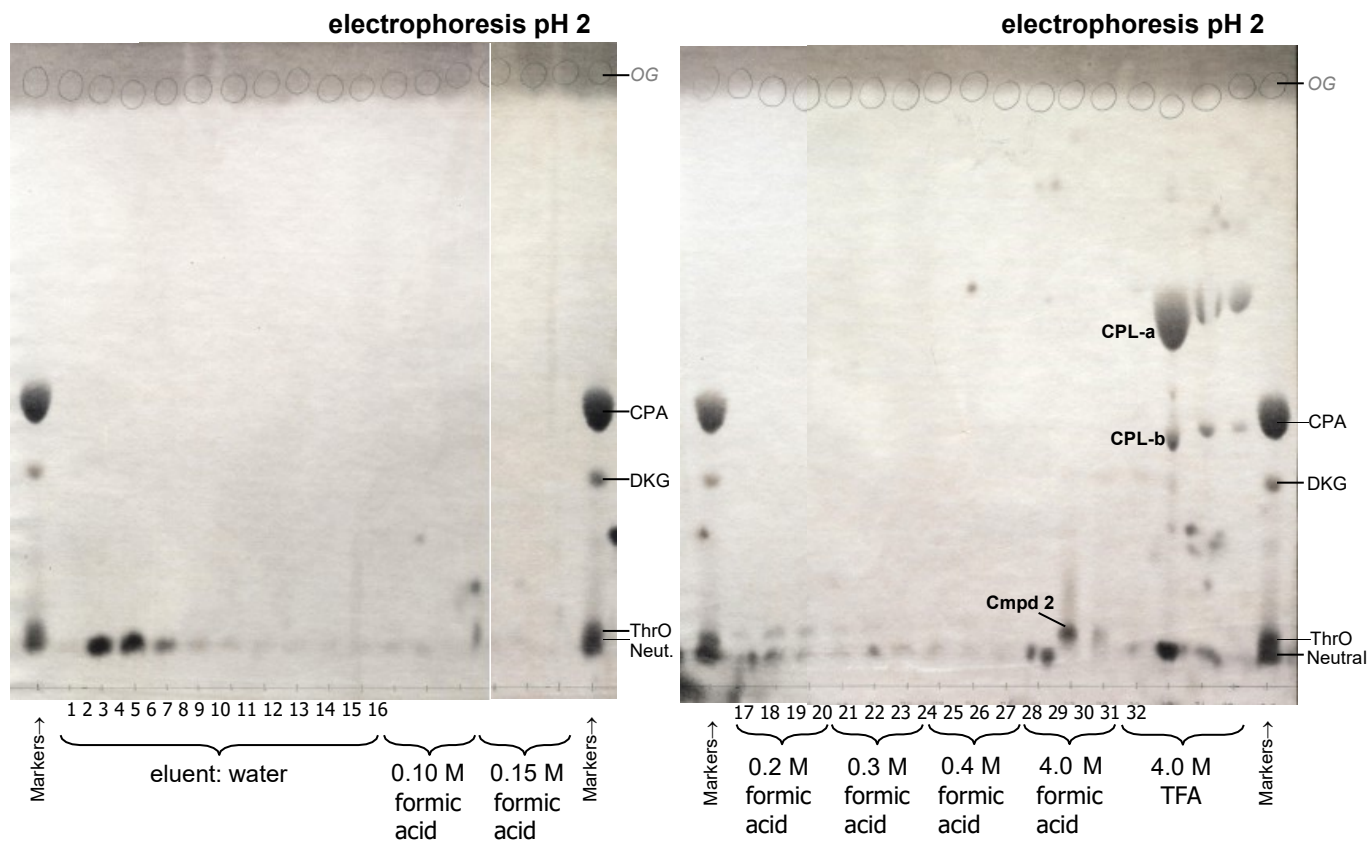 electrophoresis pH 2
OG
CPA
DKG
ThrO
Neut.
1 2 3 4 5 6 7 8 9 10 11 12 13 14 15 16
Markers→
eluent: water
0.10 M
formic
acid
0.15 M
formic
acid
Markers→
electrophoresis pH 2
OG
CPL-a
CPA
CPL-b
DKG
Cmpd 2
ThrO
Neutral
17 18 19 20 21 22 23 24 25 26 27 28 29 30 31 32
Markers→
0.2 M
formic
acid
0.3 M
formic
acid
0.4 M
formic
acid
4.0 M
formic
acid
4.0 M
TFA
Markers→